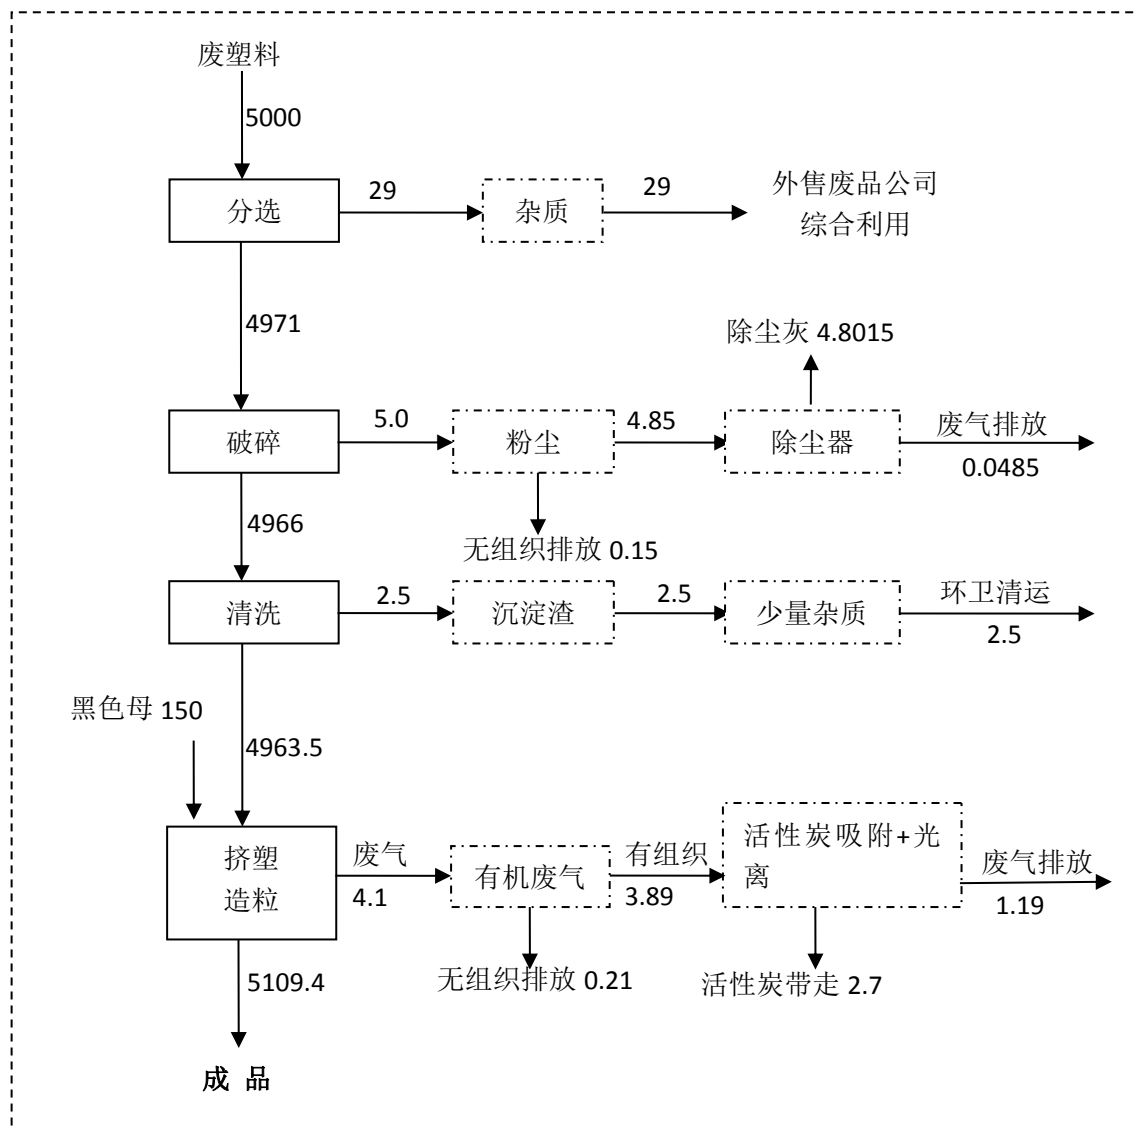 废塑料
5000
分选
29
杂质
29
外售废品公司
综合利用
4971
除尘灰 4.8015
破碎
5.0
粉尘
4.85
除尘器
废气排放
0.0485
4966
无组织排放 0.15
清洗
2.5
沉淀渣
2.5
少量杂质
环卫清运
2.5
黑色母 150
4963.5
挤塑
造粒
废气
4.1
有机废气
有组织
3.89
活性炭吸附+光
离
废气排放
1.19
5109.4
无组织排放 0.21
活性炭带走 2.7
成 品